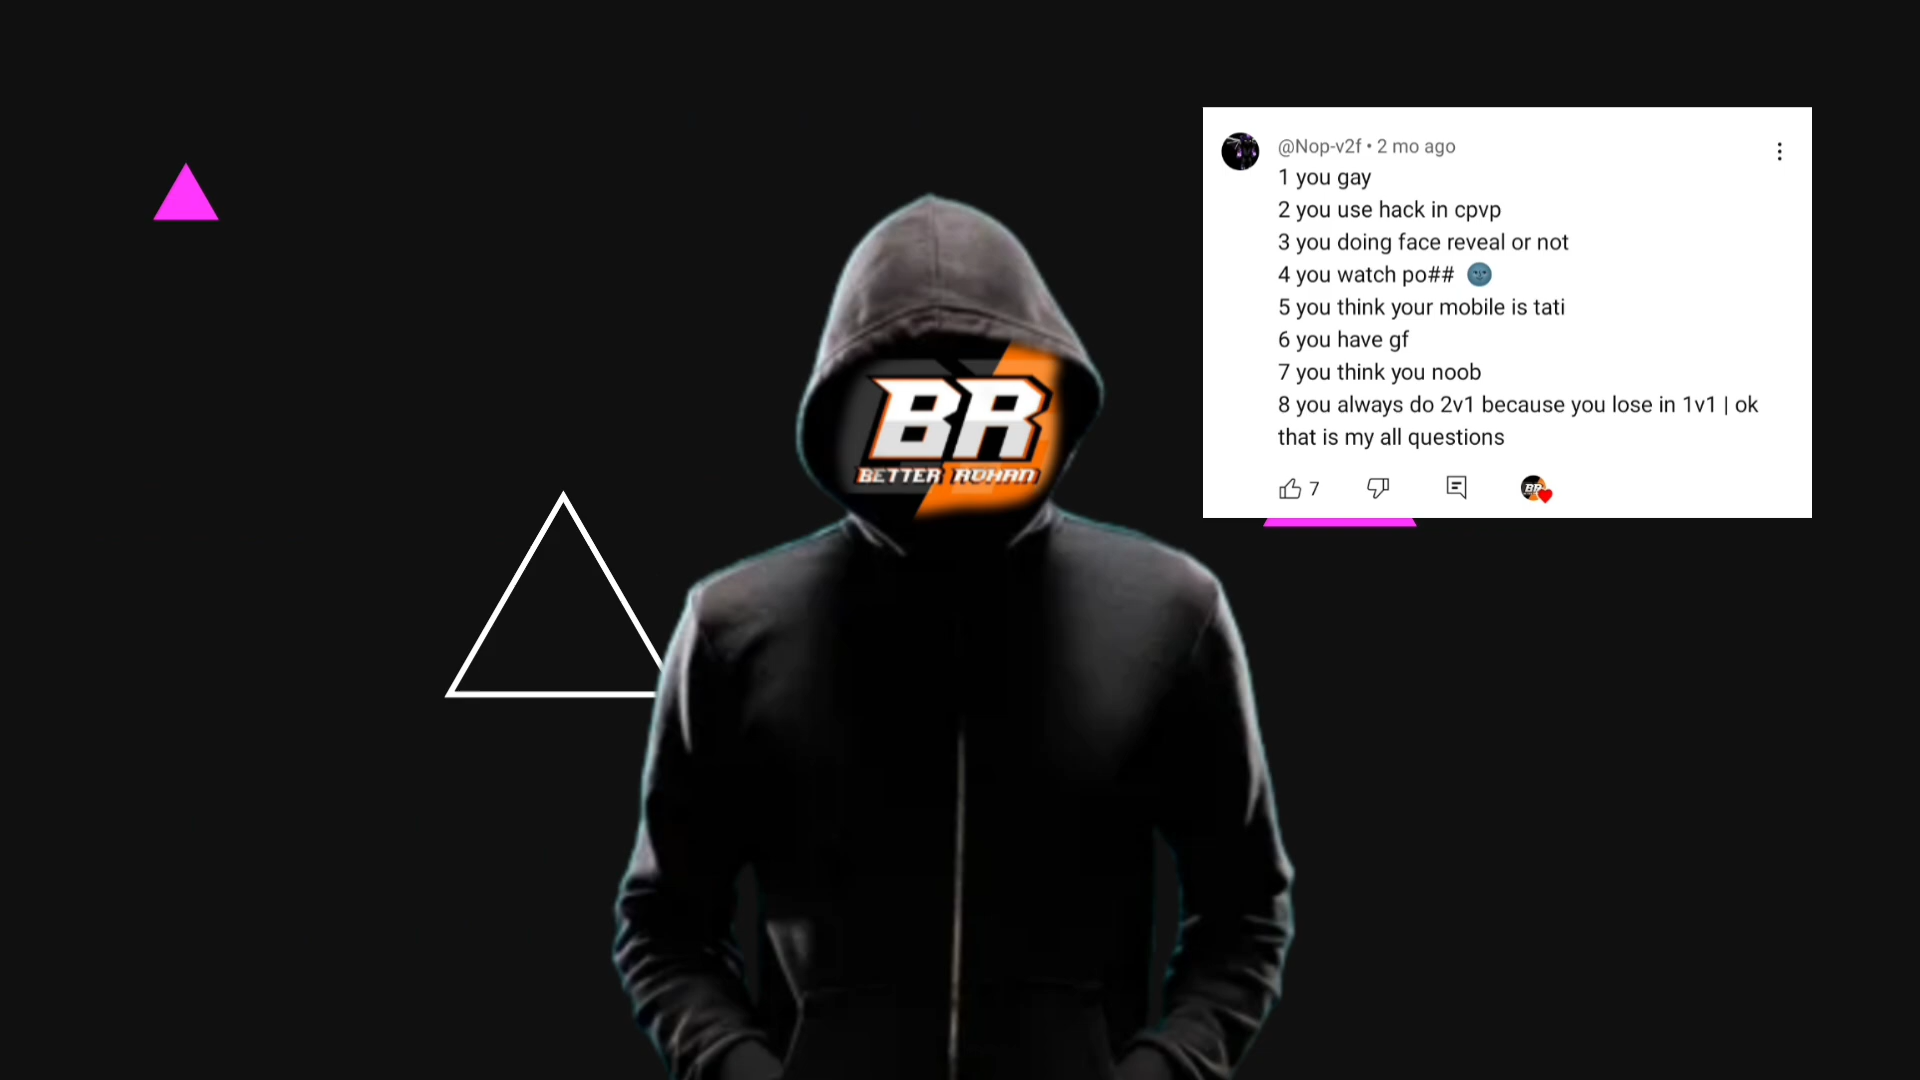 @Nop-v2f • 2 mo ago
1 you gay
2 you use hack in cpvp
3 you doing face reveal or not
4 you watch po## 🌚
5 you think your mobile is tati
6 you have gf
7 you think you noob
8 you always do 2v1 because you lose in 1v1 | ok
that is my all questions
7
BR
BR
BETTER ROHAN